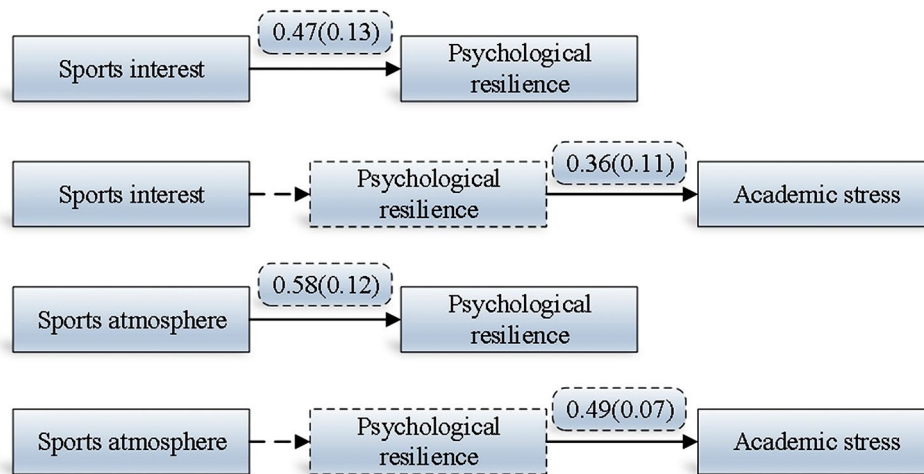 0.47(0.13)
Sports interest
Psychological
resilience
Sports interest
Psychological
resilience
0.36(0.11)
Academic stress
0.58(0.12)
Sports atmosphere
Psychological
resilience
Sports atmosphere
Psychological
resilience
0.49(0.07)
Academic stress